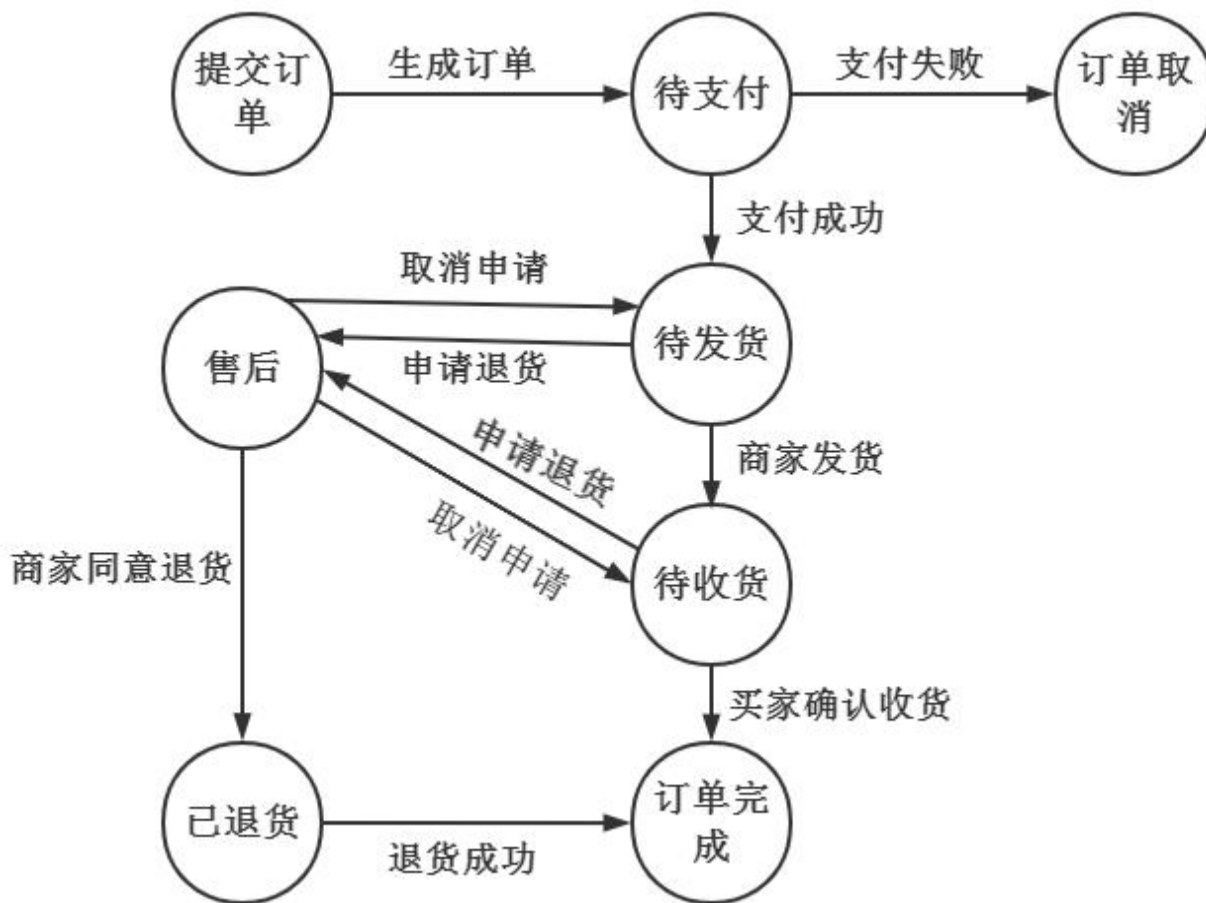 提交订
单
生成订单
待支付
支付失败
订单取
消
支付成功
取消申请
售后
申请退货
待发货
申请退货
取消申请
商家发货
商家同意退货
待收货
买家确认收货
已退货
退货成功
订单完
成